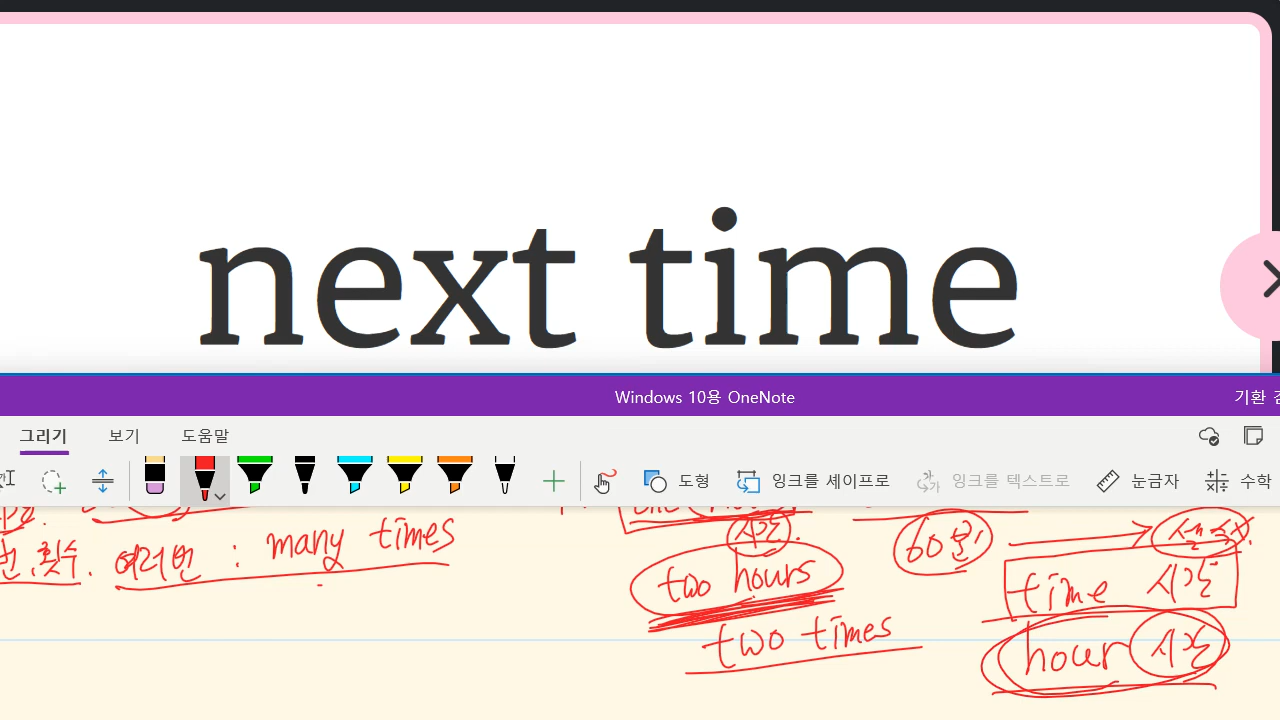 next time
Windows 10용 OneNote
기환
그리기 보기 도움말
도형 잉크를 셰이프로 잉크를 텍스트로 눈금자 수학
번, 횟수. 여러번 : many times
시간.
60분
two hours
time 시간
two times
hour 시간